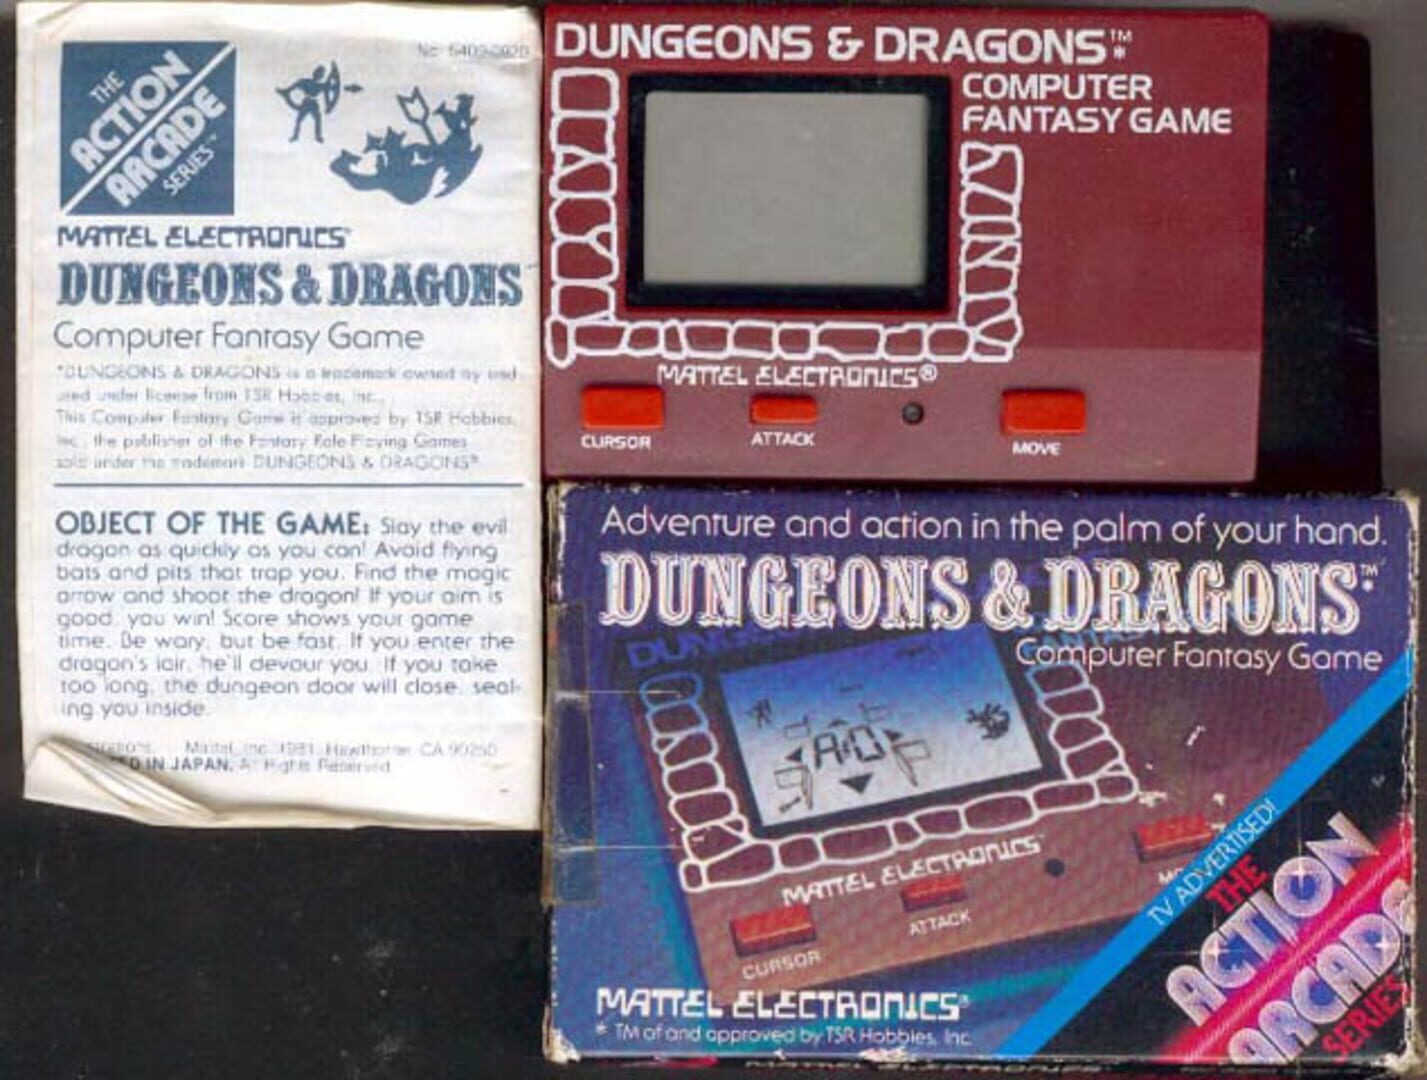 THE
ACTION
ARCADE
SERIES™
MATTEL ELECTRONICS
DUNGEONS & DRAGONS
Computer Fantasy Game
*DUNGEONS & DRAGONS is a trademark owned by and
used under license from TSR Hobbies, Inc.,
This Computer Fantasy Game is approved by TSR Hobbies,
Inc., the publisher of the Fantasy Role Playing Games
sold under the trademark DUNGEONS & DRAGONS*
OBJECT OF THE GAME: Slay the evil
dragon as quickly as you can! Avoid flying
bats and pits that trap you. Find the magic
arrow and shoot the dragon! If your aim is
good, you win! Score shows your game
time. Be wary, but be fast. If you enter the
dragon's lair, he'll devour you. If you take
too long, the dungeon door will close, seal-
ing you inside.
Mattel, Inc. 1981, Hawthorne, CA 90250
IN JAPAN. All Rights Reserved
DUNGEONS & DRAGONS™*
COMPUTER
FANTASY GAME
MATTEL ELECTRONICS®
CURSOR
ATTACK
MOVE
Adventure and action in the palm of your hand.
DUNGEONS & DRAGONS*™
Computer Fantasy Game
MATTEL ELECTRONICS
CURSOR
ATTACK
TV ADVERTISED!
THE
ACTION
ARCADE
SERIES
MATTEL ELECTRONICS®
* TM of and approved by TSR Hobbies, Inc.